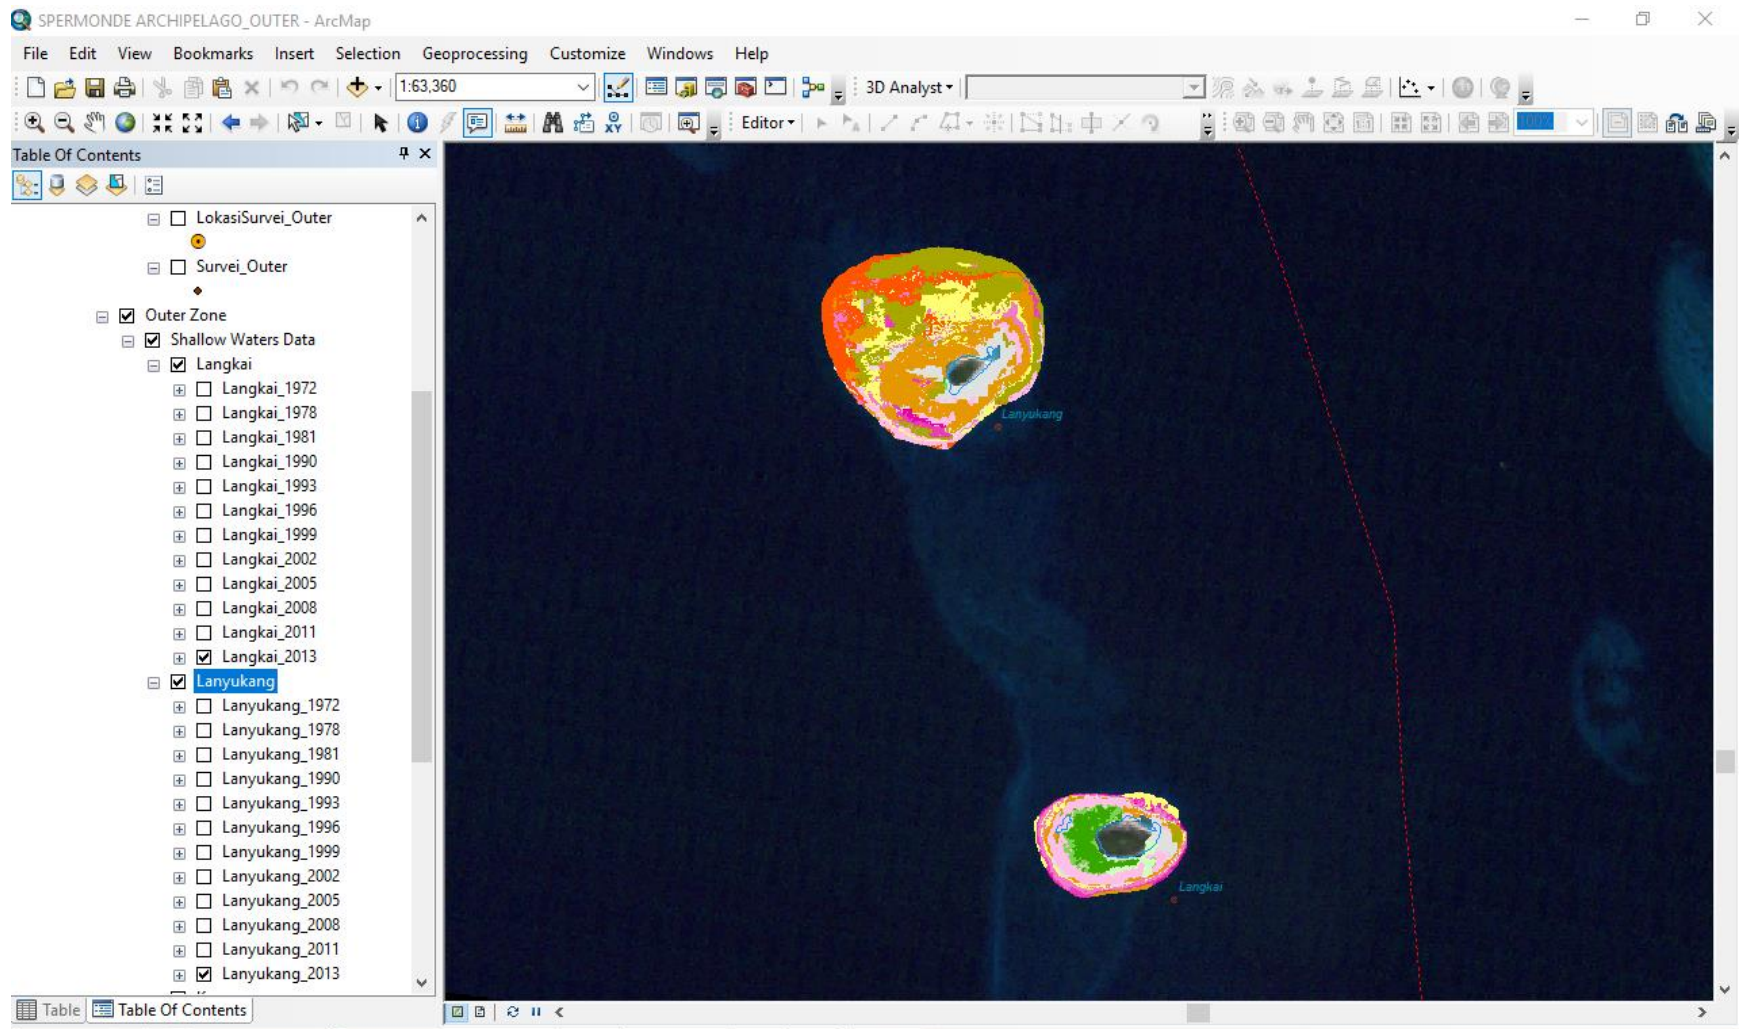 SPERMONDE ARCHIPELAGO_OUTER - ArcMap
File Edit View Bookmarks Insert Selection Geoprocessing Customize Windows Help
1:63,360
3D Analyst
Editor
100%
Table Of Contents
LokasiSurvei_Outer
Survei_Outer
Outer Zone
Shallow Waters Data
Langkai
Langkai_1972
Langkai_1978
Langkai_1981
Langkai_1990
Langkai_1993
Langkai_1996
Langkai_1999
Langkai_2002
Langkai_2005
Langkai_2008
Langkai_2011
Langkai_2013
Lanyukang
Lanyukang_1972
Lanyukang_1978
Lanyukang_1981
Lanyukang_1990
Lanyukang_1993
Lanyukang_1996
Lanyukang_1999
Lanyukang_2002
Lanyukang_2005
Lanyukang_2008
Lanyukang_2011
Lanyukang_2013
Table Table Of Contents
Lanyukang
Langkai